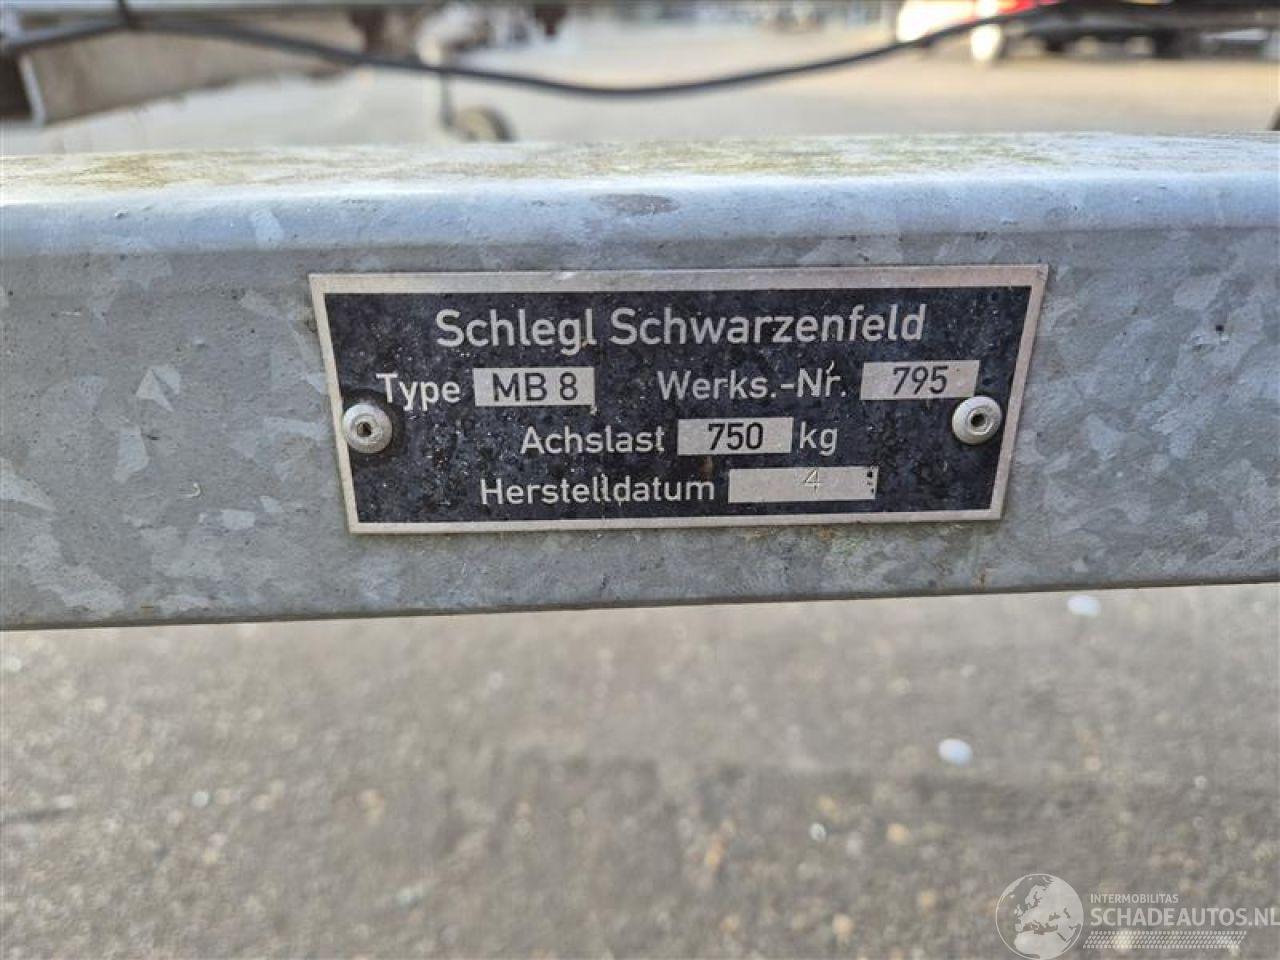 Schlegl Schwarzenfeld
Type MB 8 Werks.-Nr. 795
Achslast 750 kg
Herstelldatum 4
INTERMOBILITAS
SCHADEAUTOS.NL